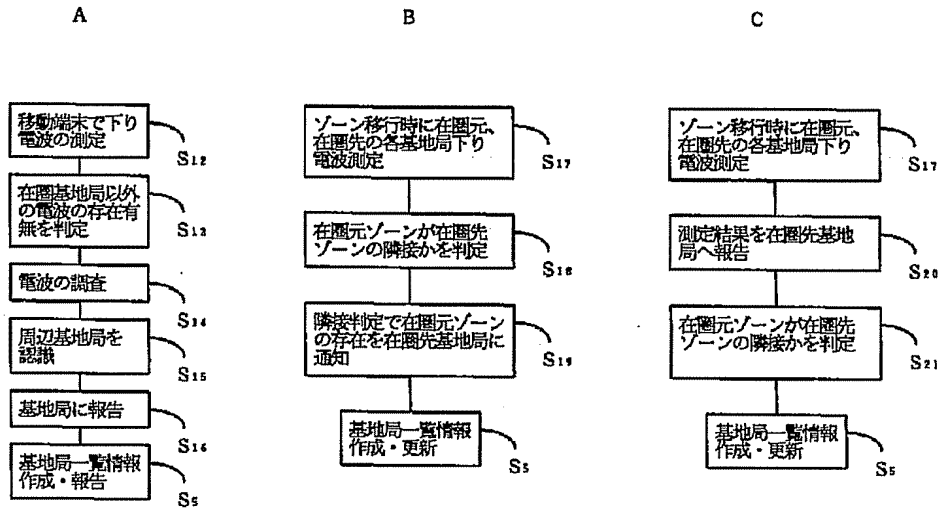 A
移動端末で下り
電波の測定
S12
在圏基地局以外
の電波の存在有
無を判定
S13
電波の調査
S14
周辺基地局を
認識
S15
基地局に報告
S16
基地局一覧情報
作成・報告
S5
B
ゾーン移行時に在圏元、
在圏先の各基地局下り
電波測定
S17
在圏元ゾーンが在圏先
ゾーンの隣接かを判定
S18
隣接判定で在圏元ゾーン
の存在を在圏先基地局に
通知
S19
基地局一覧情報
作成・更新
S5
C
ゾーン移行時に在圏元、
在圏先の各基地局下り
電波測定
S17
測定結果を在圏先基地
局へ報告
S20
在圏元ゾーンが在圏先
ゾーンの隣接かを判定
S21
基地局一覧情報
作成・更新
S5